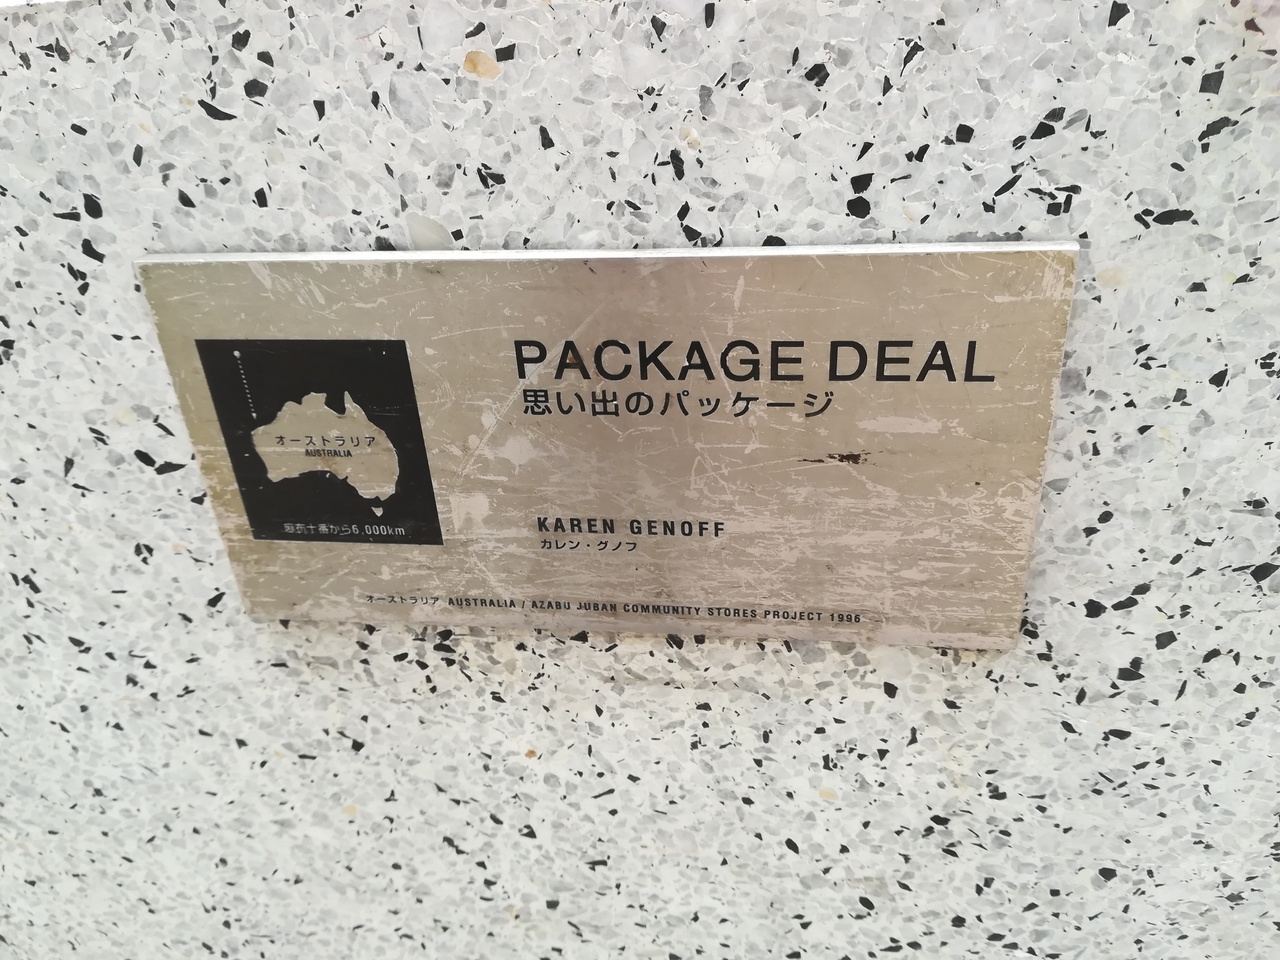 PACKAGE DEAL
思い出のパッケージ
オーストラリア
AUSTRALIA
麻布十番から6,000km
KAREN GENOFF
カレン・グノフ
オーストラリア AUSTRALIA / AZABU JUBAN COMMUNITY STORES PROJECT 1996